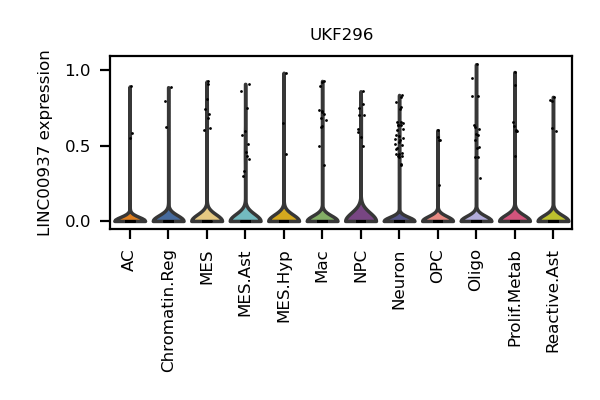 UKF296
LINC00937 expression
1.0
0.5
0.0
AC
Chromatin.Reg
MES
MES.Ast
MES.Hyp
Mac
NPC
Neuron
OPC
Oligo
Prolif.Metab
Reactive.Ast